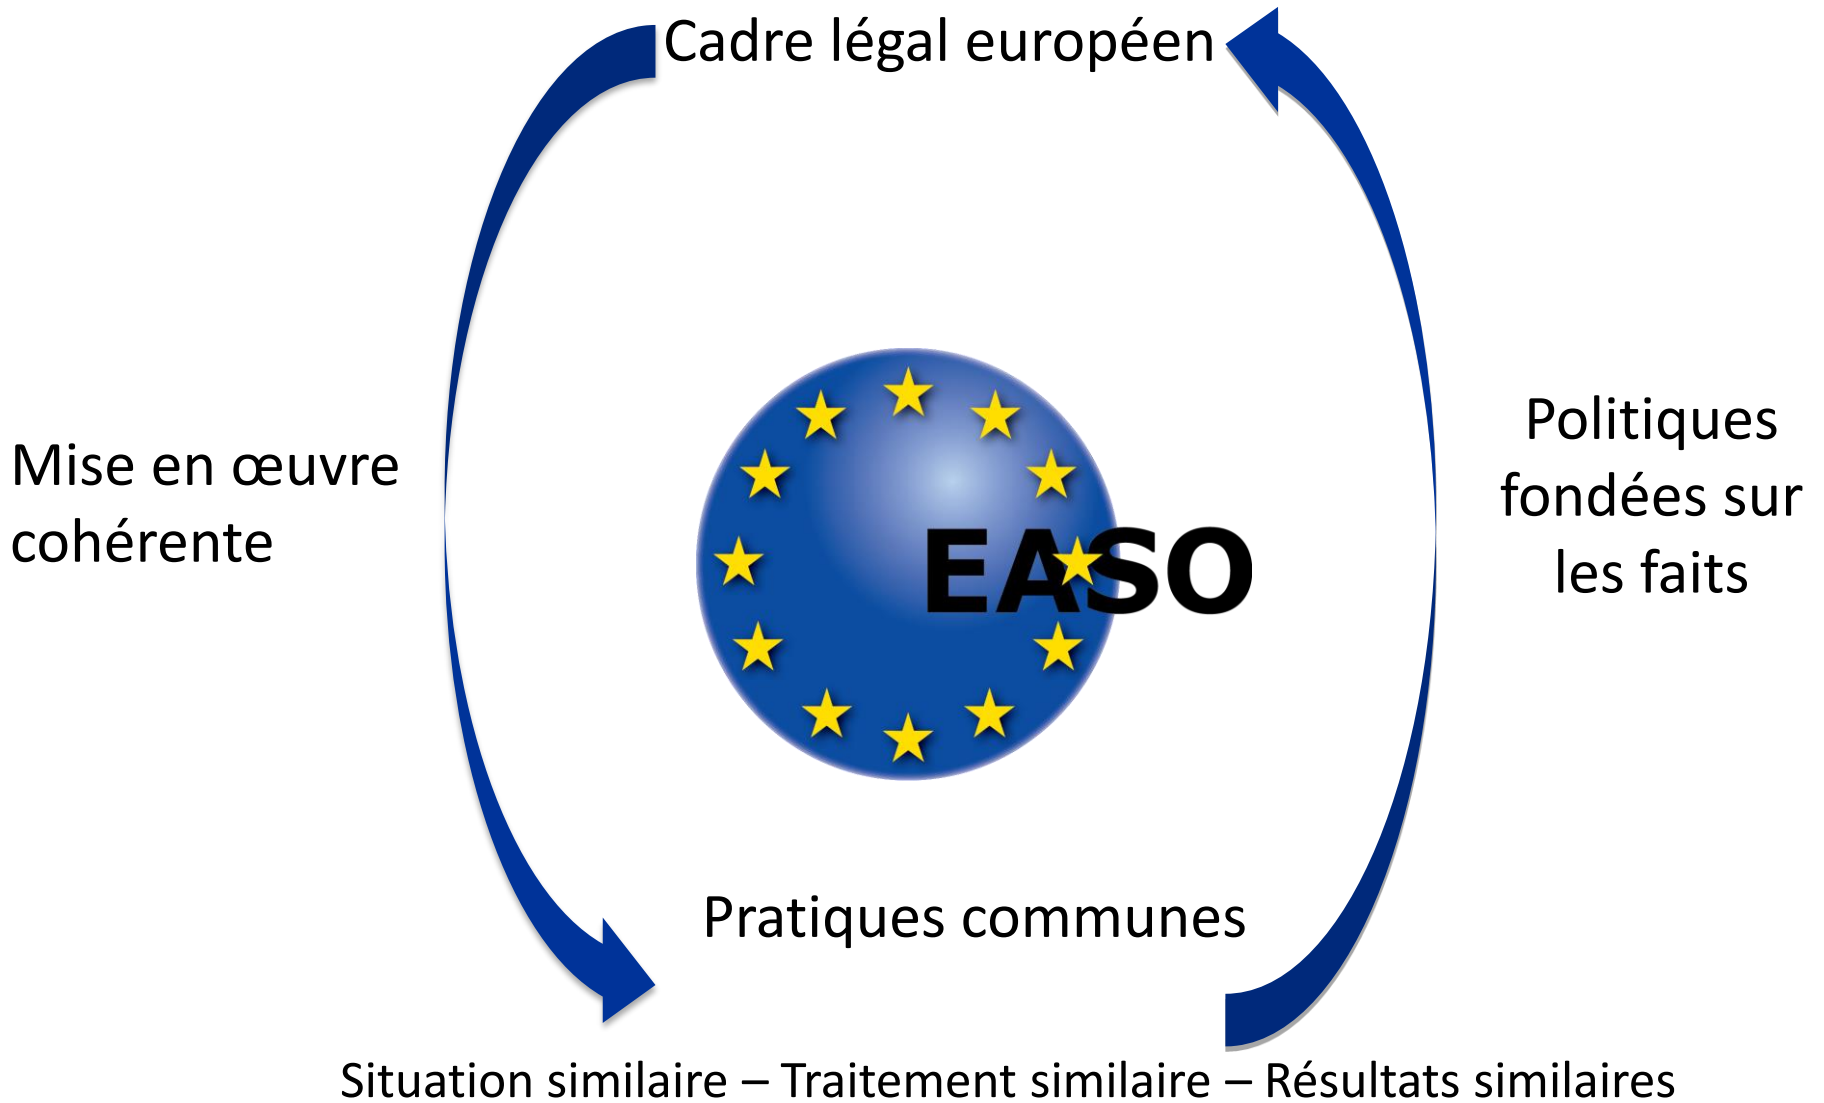 Cadre légal européen
Mise en œuvre
cohérente
Politiques
fondées sur
les faits
EASO
Pratiques communes
Situation similaire – Traitement similaire – Résultats similaires